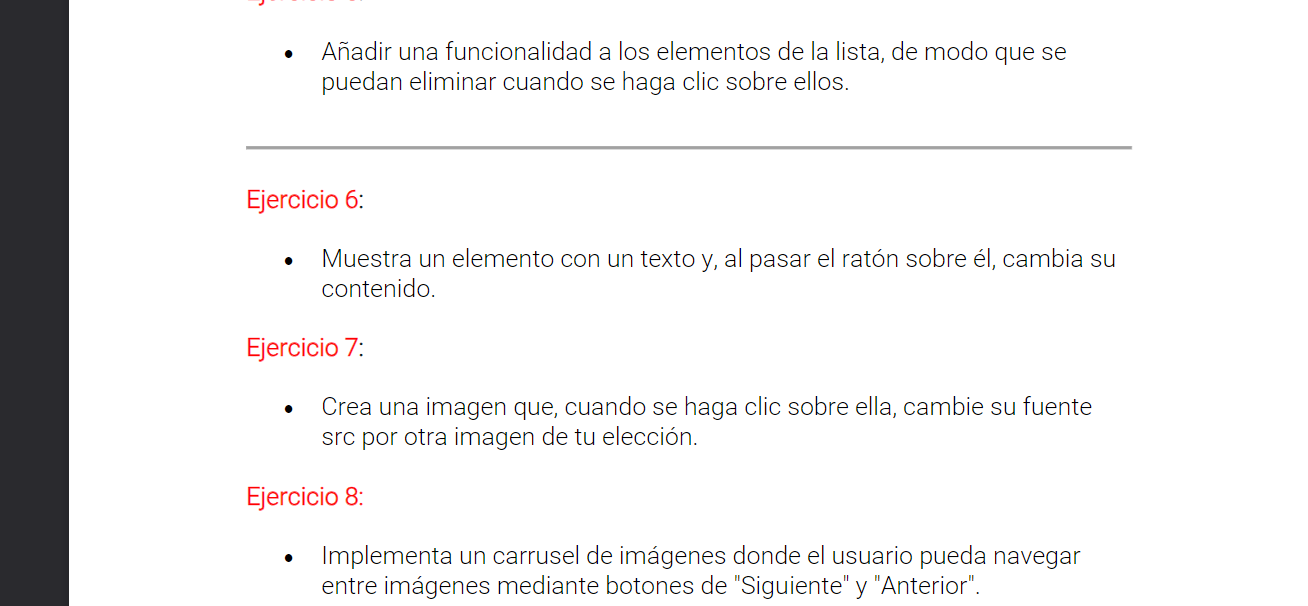 Añadir una funcionalidad a los elementos de la lista, de modo que se
puedan eliminar cuando se haga clic sobre ellos.
Ejercicio 6:
Muestra un elemento con un texto y, al pasar el ratón sobre él, cambia su
contenido.
Ejercicio 7:
Crea una imagen que, cuando se haga clic sobre ella, cambie su fuente
src por otra imagen de tu elección.
Ejercicio 8:
Implementa un carrusel de imágenes donde el usuario pueda navegar
entre imágenes mediante botones de "Siguiente" y "Anterior".